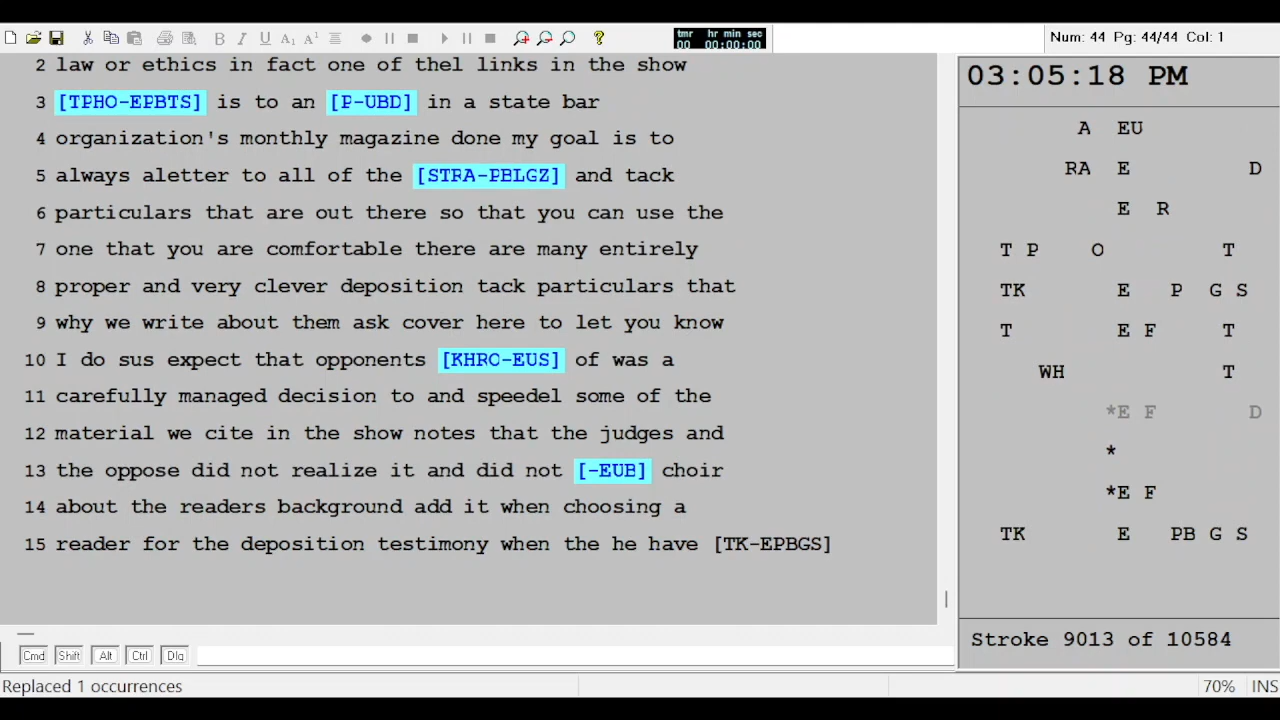 tmr hr min sec
00 00:00:00
Num: 44 Pg: 44/44 Col: 1
2 law or ethics in fact one of thel links in the show
3 [TPHO-EPBTS] is to an [P-UBD] in a state bar
4 organization's monthly magazine done my goal is to
5 always aletter to all of the [STRA-PBLGZ] and tack
6 particulars that are out there so that you can use the
7 one that you are comfortable there are many entirely
8 proper and very clever deposition tack particulars that
9 why we write about them ask cover here to let you know
10 I do sus expect that opponents [KHRO-EUS] of was a
11 carefully managed decision to and speedel some of the
12 material we cite in the show notes that the judges and
13 the oppose did not realize it and did not [-EUB] choir
14 about the readers background add it when choosing a
15 reader for the deposition testimony when the he have [TK-EPBGS]
03:05:18 PM
A EU
RA E D
E R
T P O T
TK E P G S
T E F T
WH T
*E F D
*
*E F
TK E PB G S
Stroke 9013 of 10584
Cmd Shift Alt Ctrl Dlg
Replaced 1 occurrences 70% INS